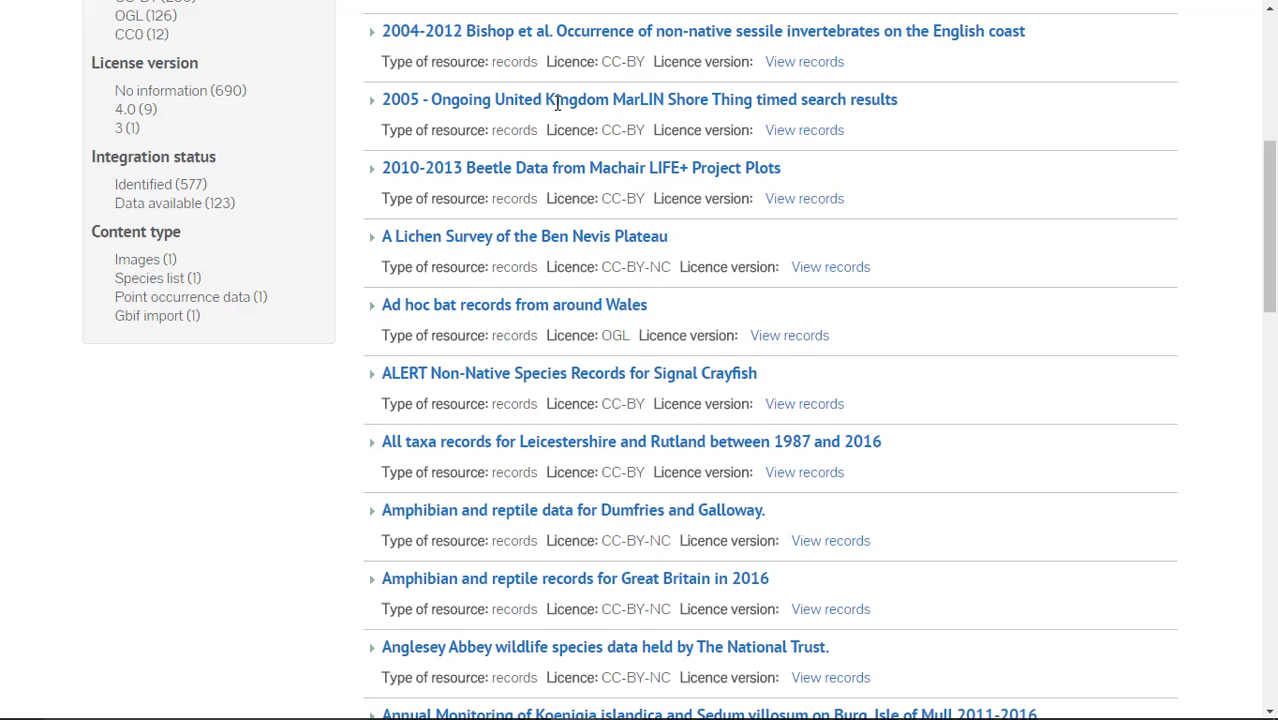 OGL (126)
CC0 (12)
License version
No information (690)
4.0 (9)
3 (1)
Integration status
Identified (577)
Data available (123)
Content type
Images (1)
Species list (1)
Point occurrence data (1)
Gbif import (1)
2004-2012 Bishop et al. Occurrence of non-native sessile invertebrates on the English coast
Type of resource: records Licence: CC-BY Licence version: View records
2005 - Ongoing United Kingdom MarLIN Shore Thing timed search results
Type of resource: records Licence: CC-BY Licence version: View records
2010-2013 Beetle Data from Machair LIFE+ Project Plots
Type of resource: records Licence: CC-BY Licence version: View records
A Lichen Survey of the Ben Nevis Plateau
Type of resource: records Licence: CC-BY-NC Licence version: View records
Ad hoc bat records from around Wales
Type of resource: records Licence: OGL Licence version: View records
ALERT Non-Native Species Records for Signal Crayfish
Type of resource: records Licence: CC-BY Licence version: View records
All taxa records for Leicestershire and Rutland between 1987 and 2016
Type of resource: records Licence: CC-BY Licence version: View records
Amphibian and reptile data for Dumfries and Galloway.
Type of resource: records Licence: CC-BY-NC Licence version: View records
Amphibian and reptile records for Great Britain in 2016
Type of resource: records Licence: CC-BY-NC Licence version: View records
Anglesey Abbey wildlife species data held by The National Trust.
Type of resource: records Licence: CC-BY-NC Licence version: View records
Annual Monitoring of Koenigia islandica and Sedum villosum on Burg, Isle of Mull 2011-2016